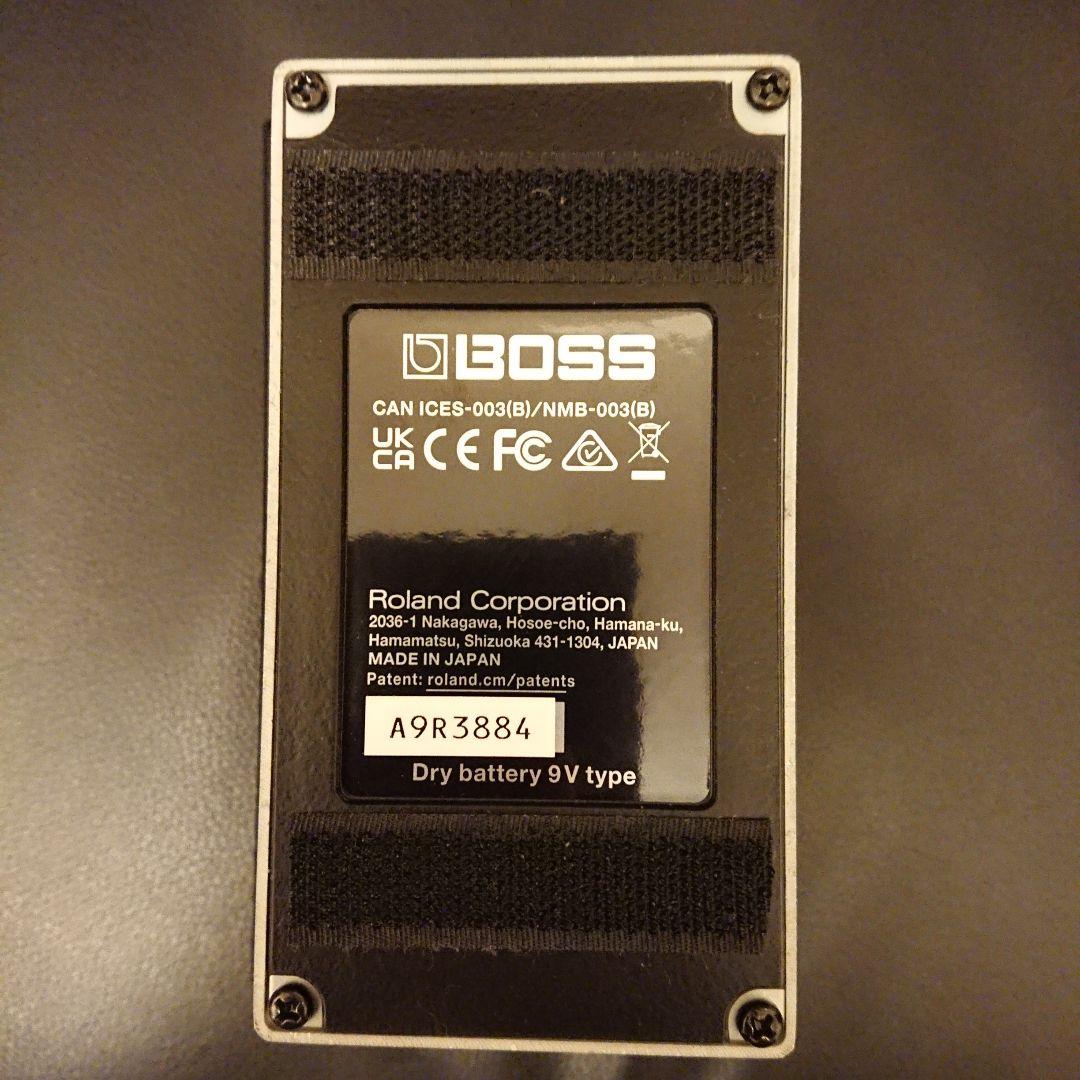 BOSS
CAN ICES-003(B)/NMB-003(B)
UK CA CE FC
Roland Corporation
2036-1 Nakagawa, Hosoe-cho, Hamana-ku,
Hamamatsu, Shizuoka 431-1304, JAPAN
MADE IN JAPAN
Patent: roland.cm/patents
A9R3884
Dry battery 9V type